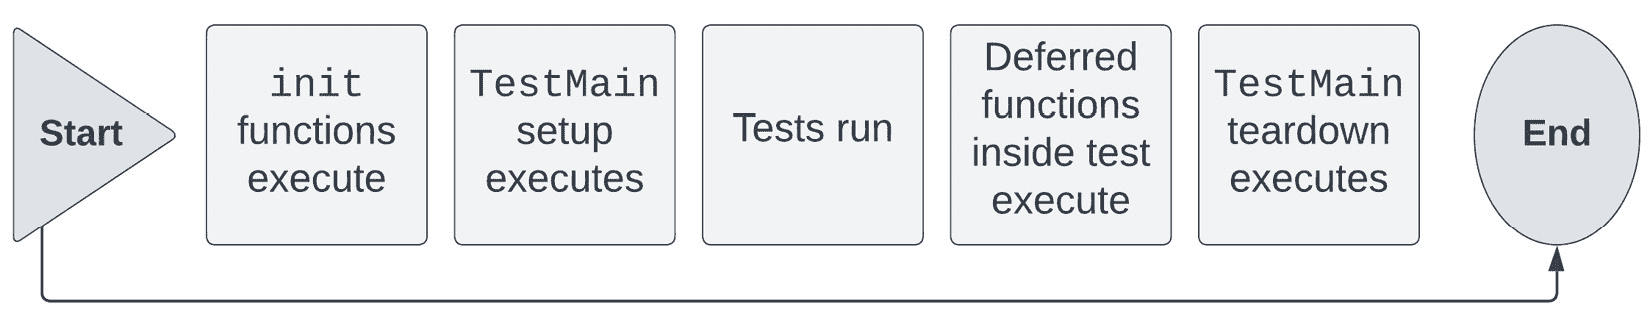 Start
init
functions
execute
TestMain
setup
executes
Tests run
Deferred
functions
inside test
execute
TestMain
teardown
executes
End